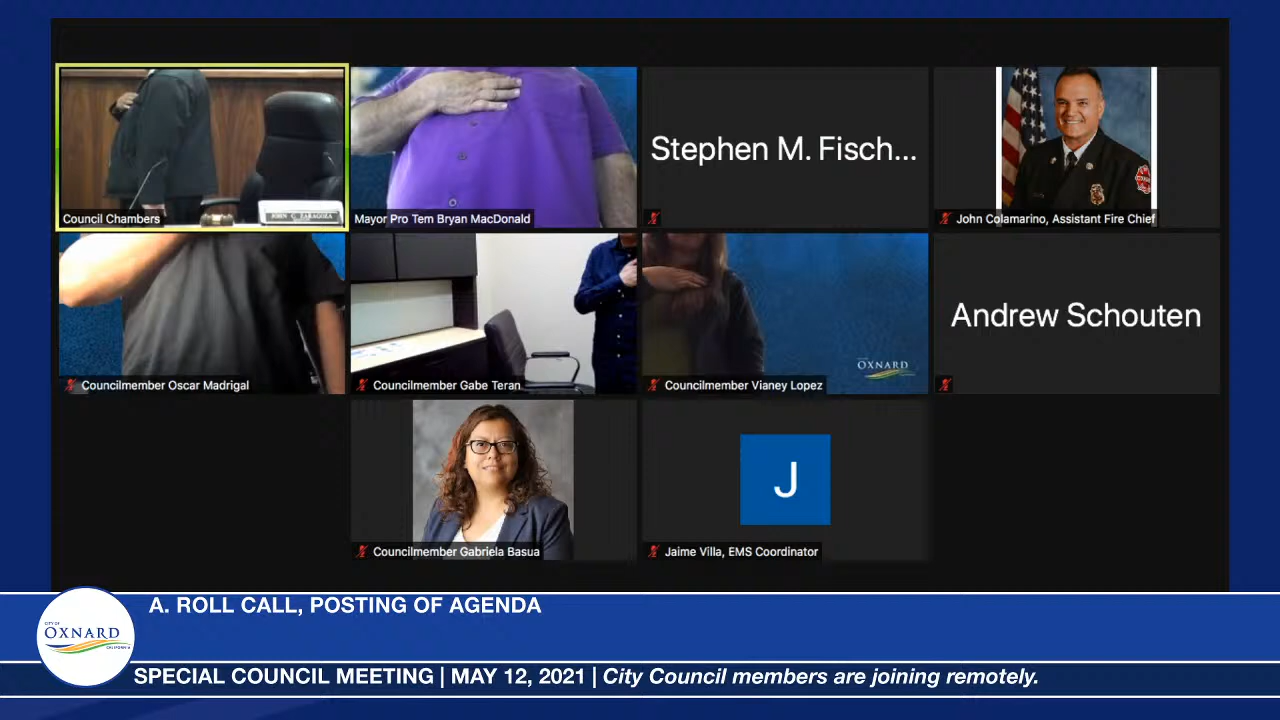 Council Chambers
JOHN C. ZARAGOZA
Mayor Pro Tem Bryan MacDonald
Stephen M. Fisch...
John Colamarino, Assistant Fire Chief
Councilmember Oscar Madrigal
Councilmember Gabe Teran
OXNARD
Councilmember Vianey Lopez
Andrew Schouten
Councilmember Gabriela Basua
J
Jaime Villa, EMS Coordinator
A. ROLL CALL, POSTING OF AGENDA
CITY OF
OXNARD
CALIFORNIA
SPECIAL COUNCIL MEETING | MAY 12, 2021 | City Council members are joining remotely.